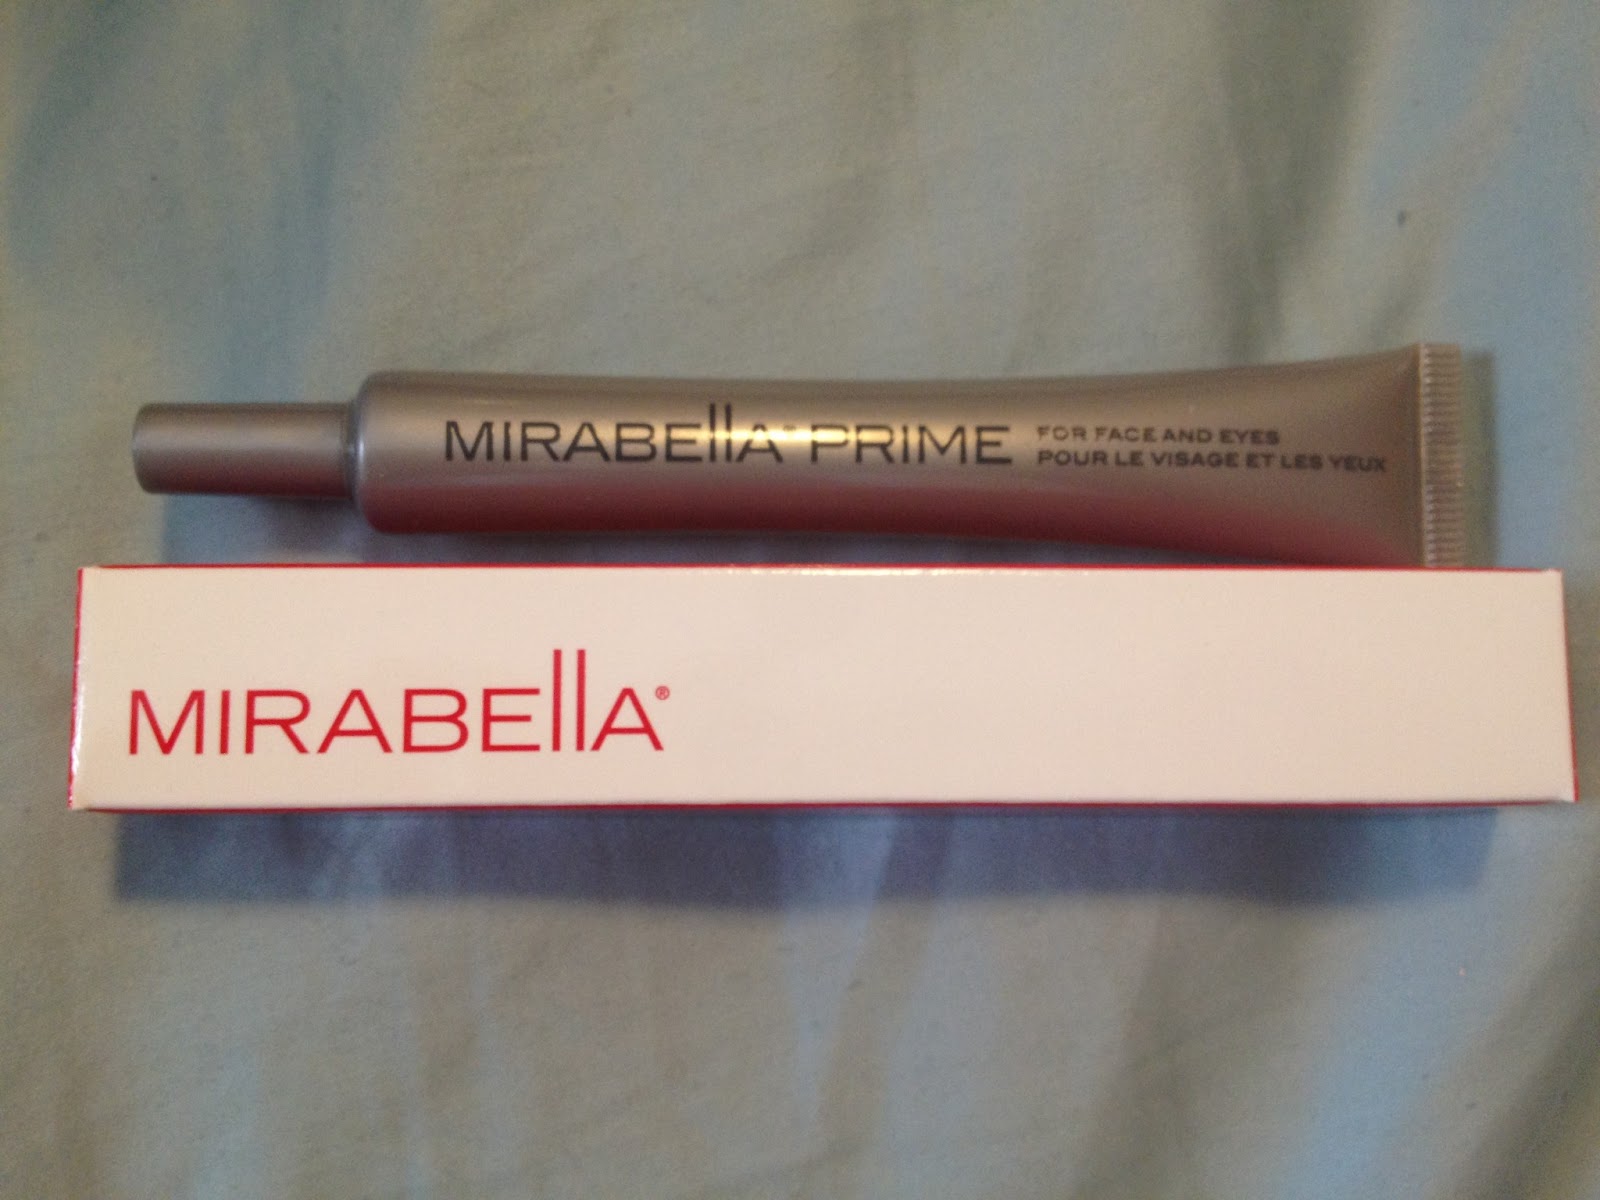 MIRABEllA® PRIME
FOR FACE AND EYES
POUR LE VISAGE ET LES YEUX
MIRABEllA®